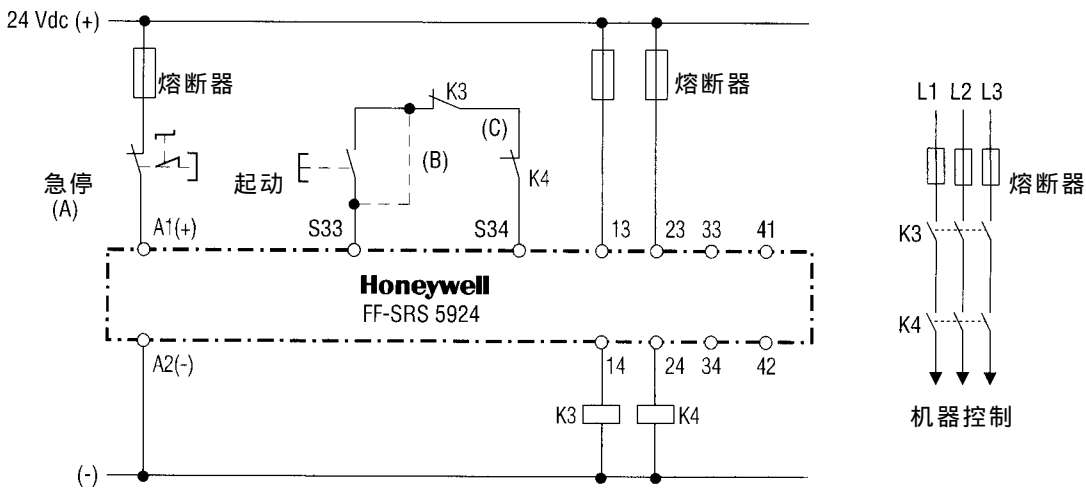 24 Vdc (+)
熔断器
熔断器
K3
(C)
(B)
K4
急停
(A)
起动
A1(+)
S33
S34
13
23
33
41
Honeywell
FF-SRS 5924
A2(-)
14
24
34
42
K3
K4
(-)
L1
L2
L3
熔断器
K3
K4
机器控制